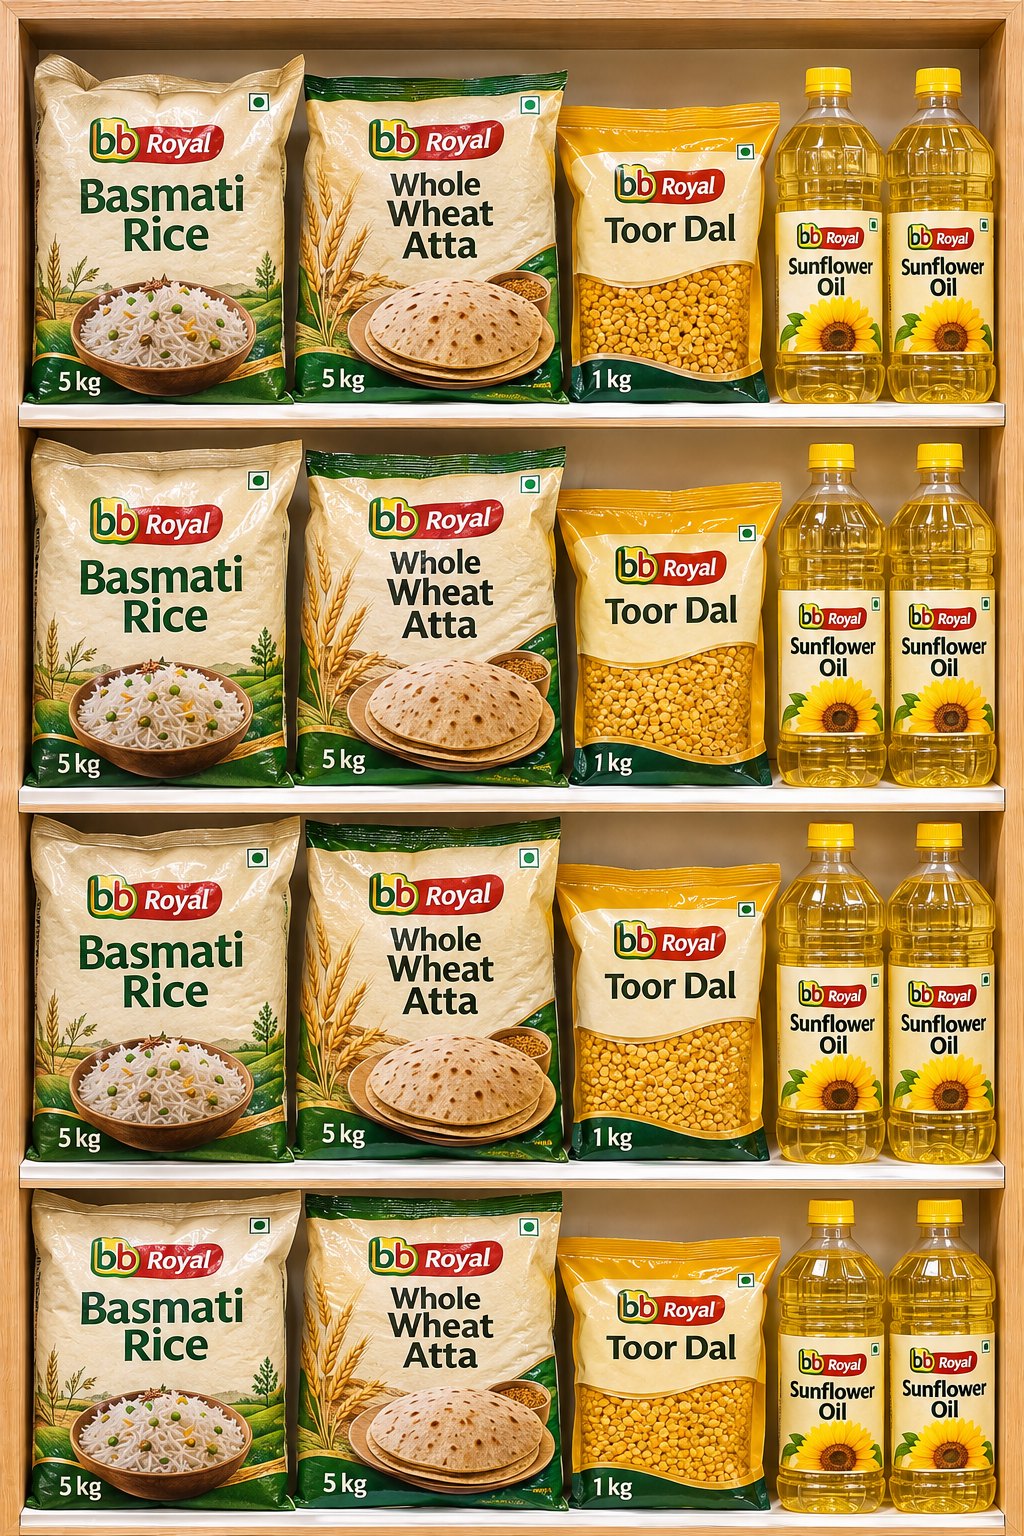 bb Royal
Basmati
Rice
5 kg
bb Royal
Whole
Wheat
Atta
5 kg
bb Royal
Toor Dal
1 kg
bb Royal
Sunflower
Oil
bb Royal
Sunflower
Oil
bb Royal
Basmati
Rice
5 kg
bb Royal
Whole
Wheat
Atta
5 kg
bb Royal
Toor Dal
1 kg
bb Royal
Sunflower
Oil
bb Royal
Sunflower
Oil
bb Royal
Basmati
Rice
5 kg
bb Royal
Whole
Wheat
Atta
5 kg
bb Royal
Toor Dal
1 kg
bb Royal
Sunflower
Oil
bb Royal
Sunflower
Oil
bb Royal
Basmati
Rice
5 kg
bb Royal
Whole
Wheat
Atta
5 kg
bb Royal
Toor Dal
1 kg
bb Royal
Sunflower
Oil
bb Royal
Sunflower
Oil